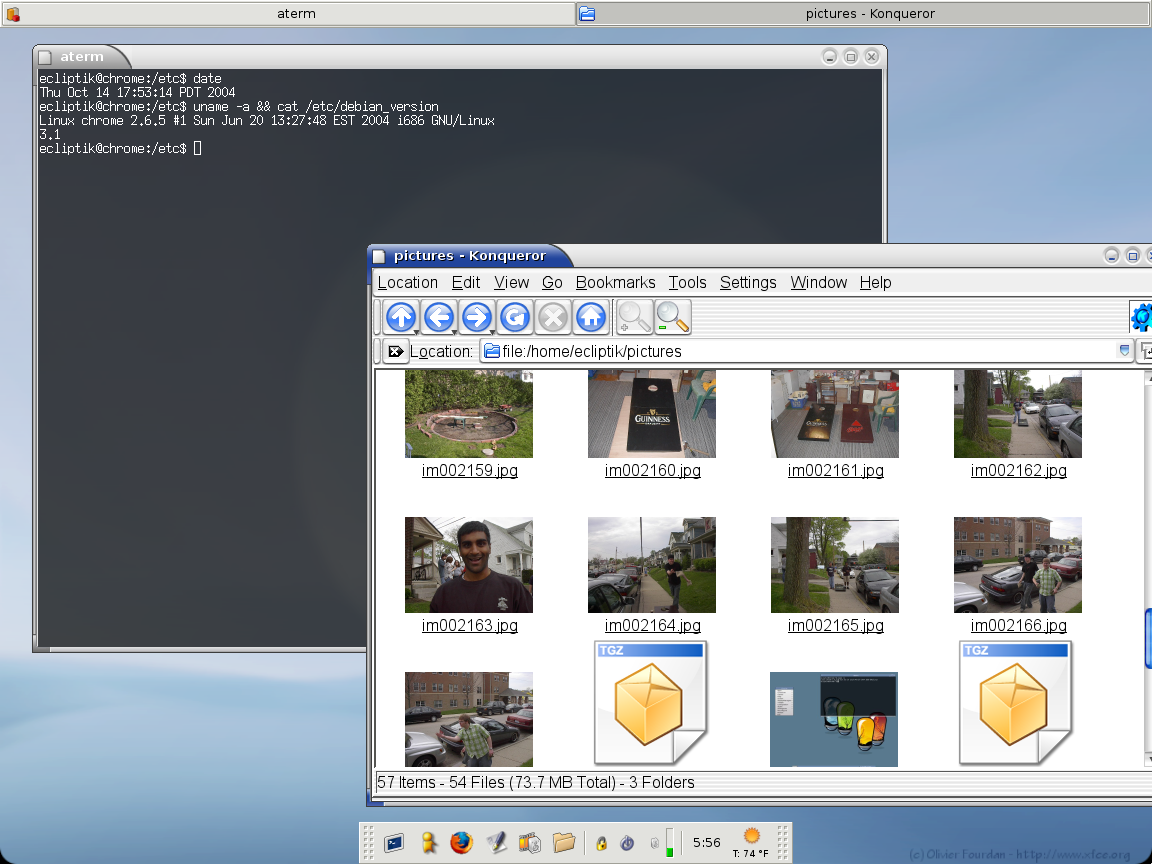 aterm
pictures - Konqueror
aterm
ecliptik@chrome:/etc$ date
Thu Oct 14 17:53:14 PDT 2004
ecliptik@chrome:/etc$ uname -a && cat /etc/debian_version
Linux chrome 2.6.5 #1 Sun Jun 20 13:27:48 EST 2004 i686 GNU/Linux
3.1
ecliptik@chrome:/etc$
pictures - Konqueror
Location Edit View Go Bookmarks Tools Settings Window Help
Location: file:/home/ecliptik/pictures
GUINNESS
im002159.jpg im002160.jpg im002161.jpg im002162.jpg
im002163.jpg im002164.jpg im002165.jpg im002166.jpg
TGZ TGZ
57 Items - 54 Files (73.7 MB Total) - 3 Folders
5:56
T: 74 °F
(c) Olivier Fourdan - http://www.xfce.org